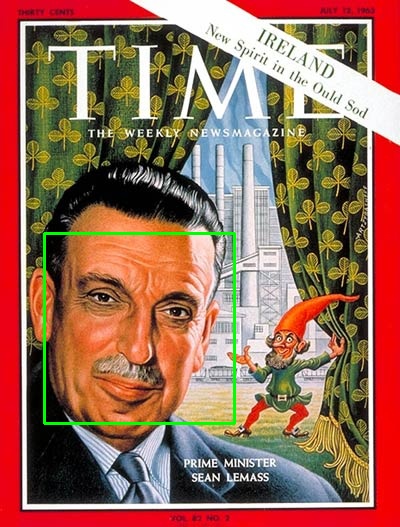 THIRTY CENTS
JULY 12, 1963
IRELAND
New Spirit in the Ould Sod
TIME
THE WEEKLY NEWSMAGAZINE
PRIME MINISTER
SEAN LEMASS
VOL. 82 NO. 2